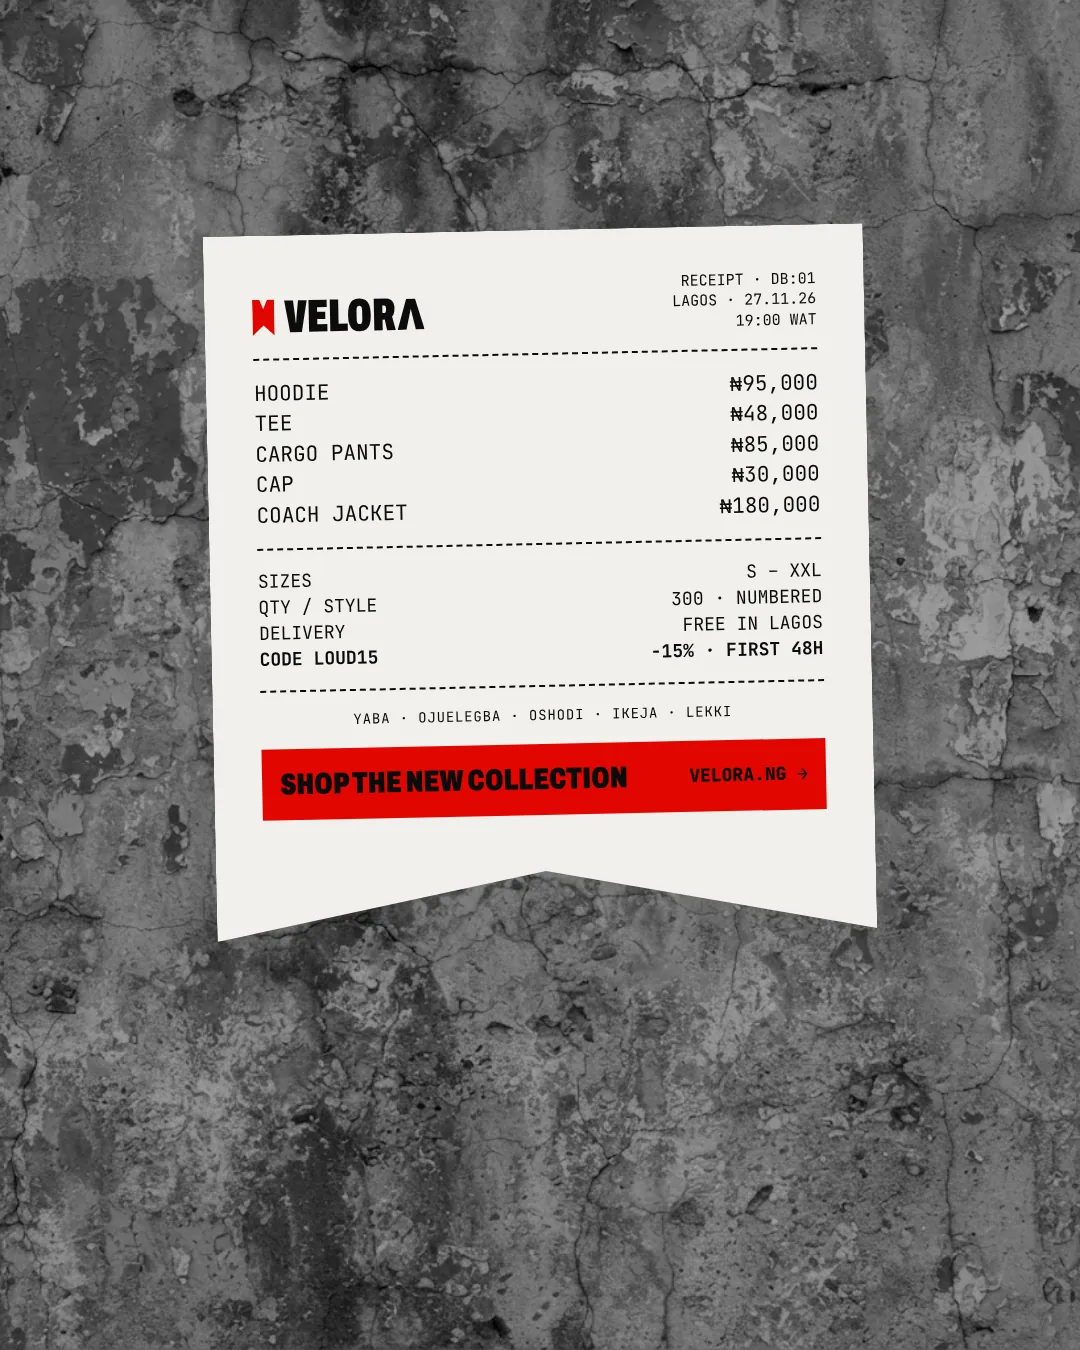 VELORA
RECEIPT · DB:01
LAGOS · 27.11.26
19:00 WAT
HOODIE ₦95,000
TEE ₦48,000
CARGO PANTS ₦85,000
CAP ₦30,000
COACH JACKET ₦180,000
SIZES S – XXL
QTY / STYLE 300 · NUMBERED
DELIVERY FREE IN LAGOS
CODE LOUD15 -15% · FIRST 48H
YABA · OJUELEGBA · OSHODI · IKEJA · LEKKI
SHOP THE NEW COLLECTION VELORA.NG →